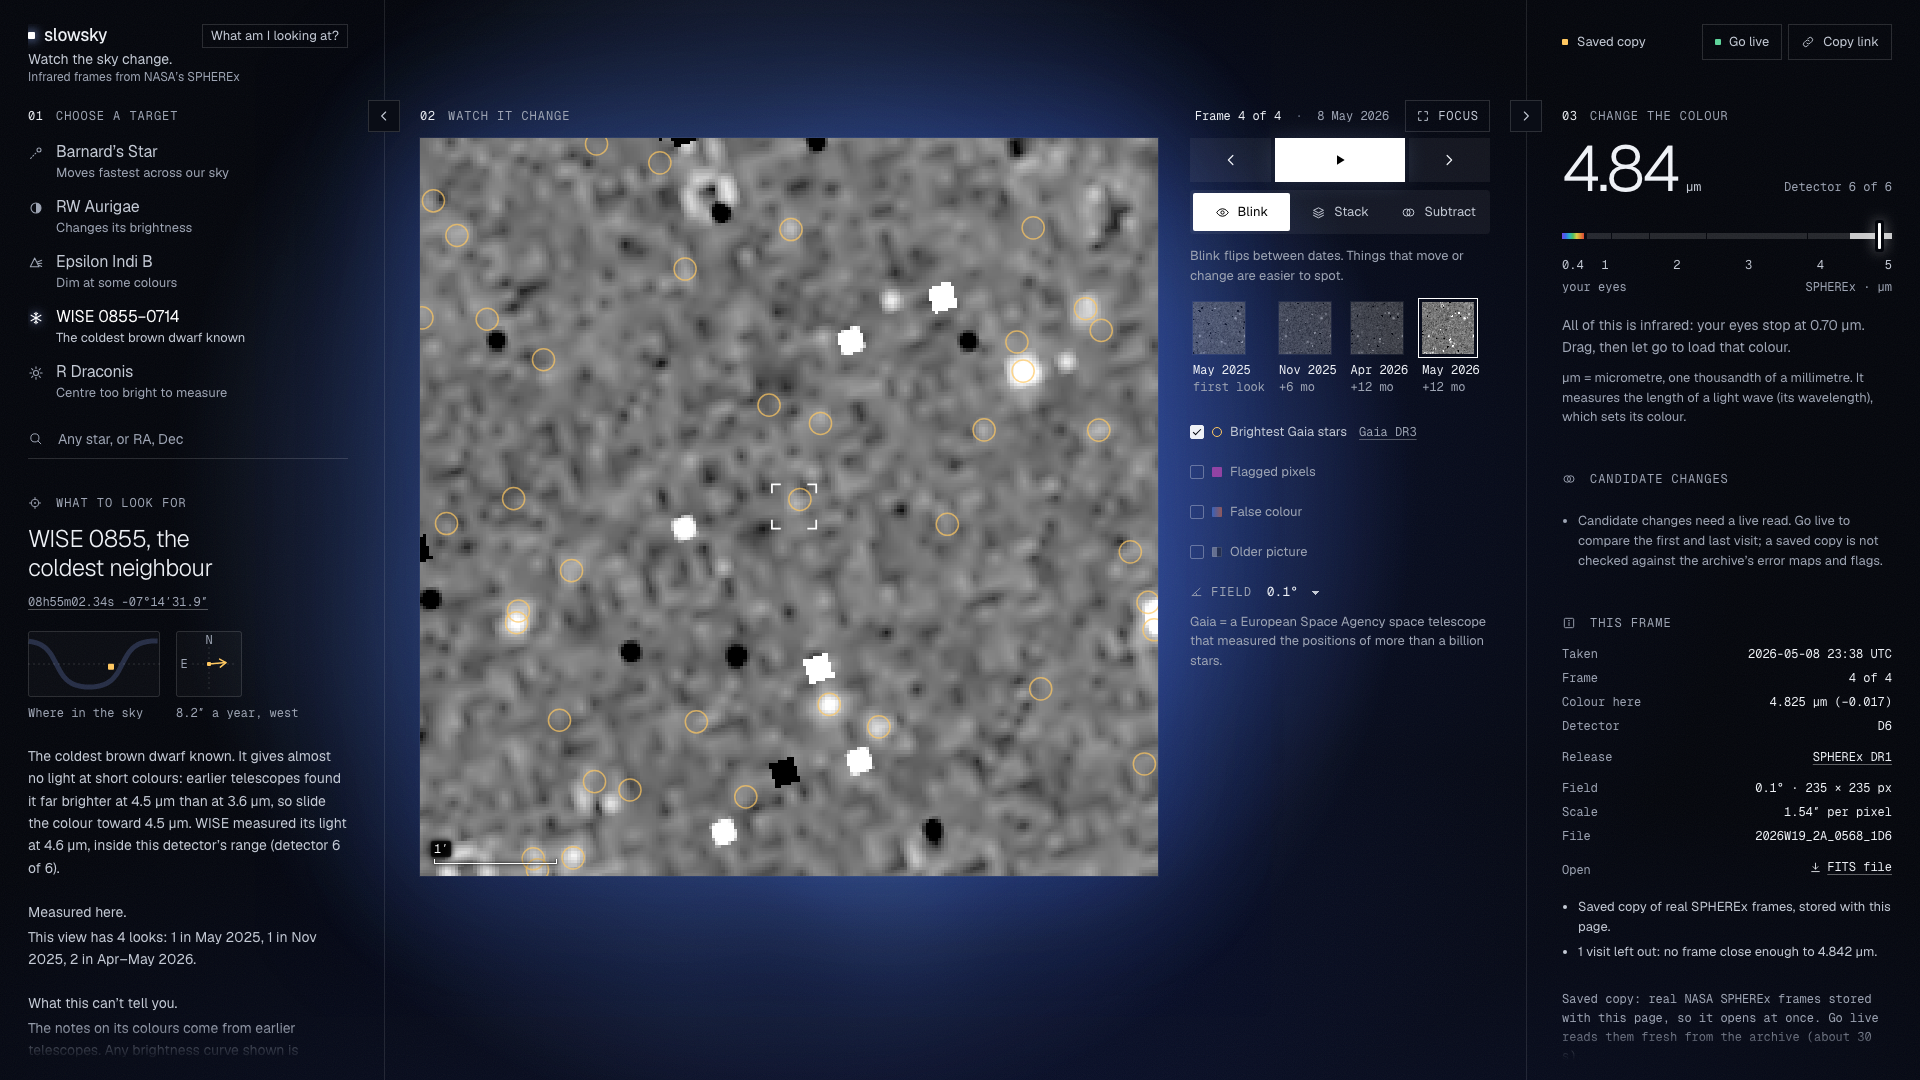 slowsky
What am I looking at?
Watch the sky change.
Infrared frames from NASA's SPHEREx
01 CHOOSE A TARGET
Barnard's Star
Moves fastest across our sky
RW Aurigae
Changes its brightness
Epsilon Indi B
Dim at some colours
WISE 0855–0714
The coldest brown dwarf known
R Draconis
Centre too bright to measure
Any star, or RA, Dec
WHAT TO LOOK FOR
WISE 0855, the
coldest neighbour
08h55m02.34s -07°14′31.9″
N
E
Where in the sky
8.2″ a year, west
The coldest brown dwarf known. It gives almost
no light at short colours: earlier telescopes found
it far brighter at 4.5 µm than at 3.6 µm, so slide
the colour toward 4.5 µm. WISE measured its light
at 4.6 µm, inside this detector's range (detector 6
of 6).
Measured here.
This view has 4 looks: 1 in May 2025, 1 in Nov
2025, 2 in Apr–May 2026.
What this can't tell you.
The notes on its colours come from earlier
telescopes. Any brightness curve shown is
02 WATCH IT CHANGE
Frame 4 of 4 · 8 May 2026
FOCUS
1′
Blink
Stack
Subtract
Blink flips between dates. Things that move or
change are easier to spot.
May 2025
first look
Nov 2025
+6 mo
Apr 2026
+12 mo
May 2026
+12 mo
Brightest Gaia stars Gaia DR3
Flagged pixels
False colour
Older picture
FIELD 0.1°
Gaia = a European Space Agency space telescope
that measured the positions of more than a billion
stars.
Saved copy
Go live
Copy link
03 CHANGE THE COLOUR
4.84 µm
Detector 6 of 6
0.4 1 2 3 4 5
your eyes
SPHEREx · µm
All of this is infrared: your eyes stop at 0.70 µm.
Drag, then let go to load that colour.
µm = micrometre, one thousandth of a millimetre. It
measures the length of a light wave (its wavelength),
which sets its colour.
CANDIDATE CHANGES
• Candidate changes need a live read. Go live to
compare the first and last visit; a saved copy is not
checked against the archive's error maps and flags.
THIS FRAME
Taken 2026-05-08 23:38 UTC
Frame 4 of 4
Colour here 4.825 µm (−0.017)
Detector D6
Release SPHEREx DR1
Field 0.1° · 235 × 235 px
Scale 1.54″ per pixel
File 2026W19_2A_0568_1D6
Open FITS file
• Saved copy of real SPHEREx frames, stored with this
page.
• 1 visit left out: no frame close enough to 4.842 µm.
Saved copy: real NASA SPHEREx frames stored
with this page, so it opens at once. Go live
reads them fresh from the archive (about 30
s)